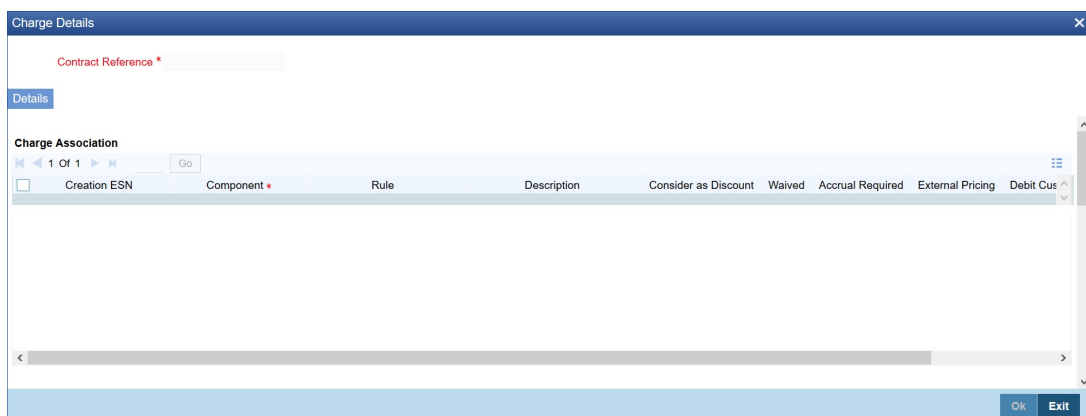 Charge Details
Contract Reference *
Details
Charge Association
1 Of 1 Go
Creation ESN Component * Rule Description Consider as Discount Waived Accrual Required External Pricing Debit Cus
Ok Exit